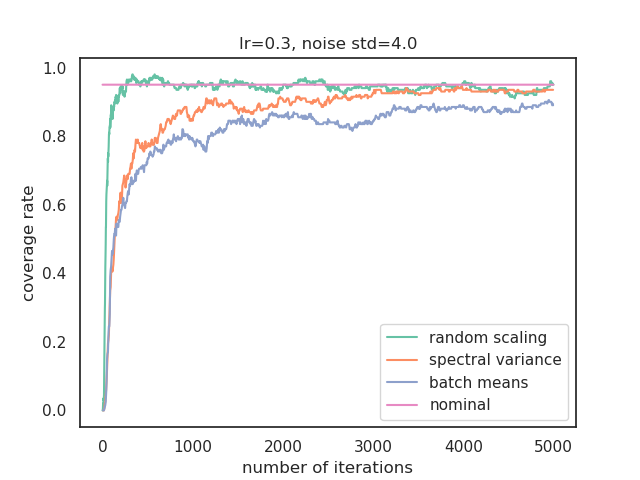 lr=0.3, noise std=4.0
1.0
0.8
0.6
0.4
0.2
0.0
coverage rate
random scaling
spectral variance
batch means
nominal
0 1000 2000 3000 4000 5000
number of iterations